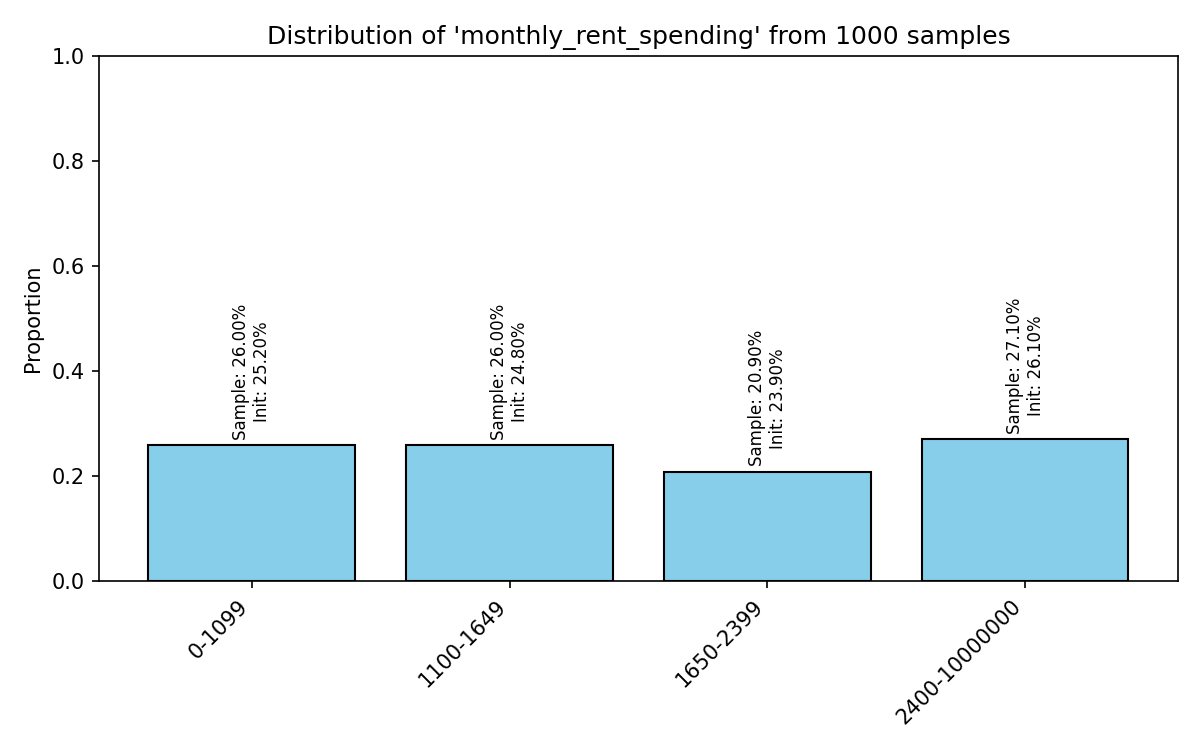 Distribution of 'monthly_rent_spending' from 1000 samples
Proportion
1.0
0.8
0.6
0.4
0.2
0.0
Sample: 26.00%
Init: 25.20%
Sample: 26.00%
Init: 24.80%
Sample: 20.90%
Init: 23.90%
Sample: 27.10%
Init: 26.10%
0-1099
1100-1649
1650-2399
2400-10000000